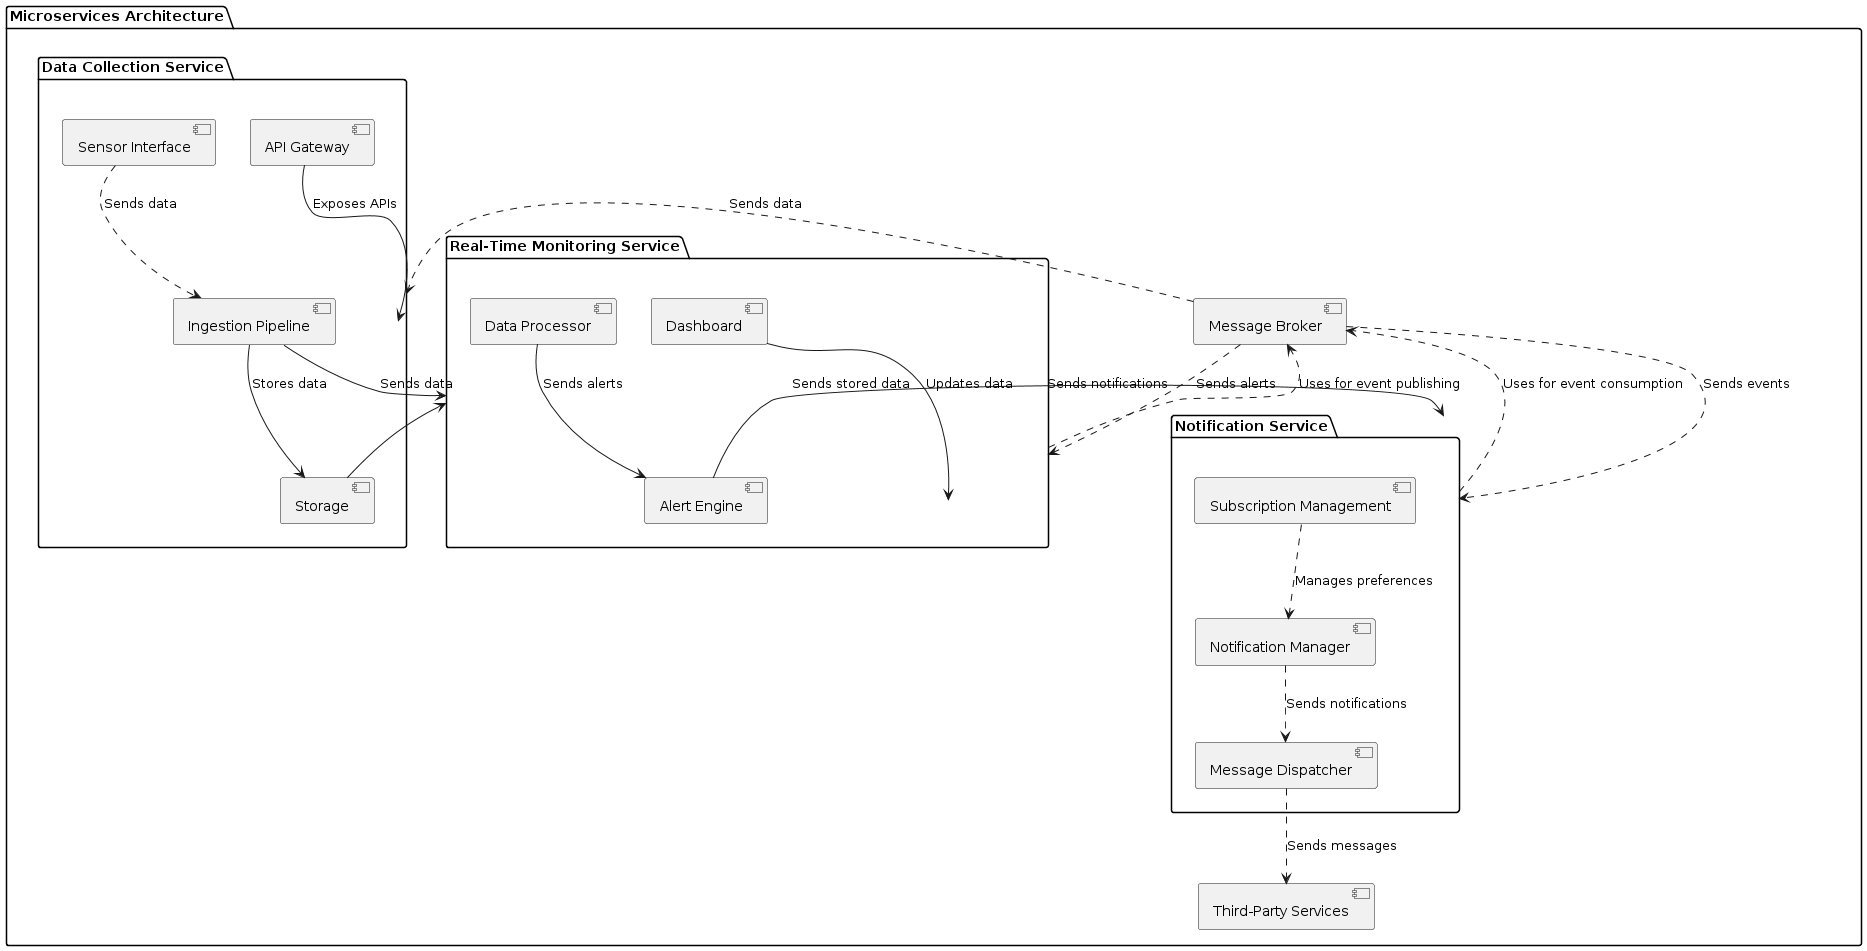 Microservices Architecture
Data Collection Service
Sensor Interface
API Gateway
Sends data
Exposes APIs
Sends data
Real-Time Monitoring Service
Ingestion Pipeline
Data Processor
Dashboard
Message Broker
Stores data
Sends data
Sends alerts
Sends stored data
Updates data
Sends notifications
Sends alerts
Uses for event publishing
Uses for event consumption
Sends events
Notification Service
Storage
Alert Engine
Subscription Management
Manages preferences
Notification Manager
Sends notifications
Message Dispatcher
Sends messages
Third-Party Services